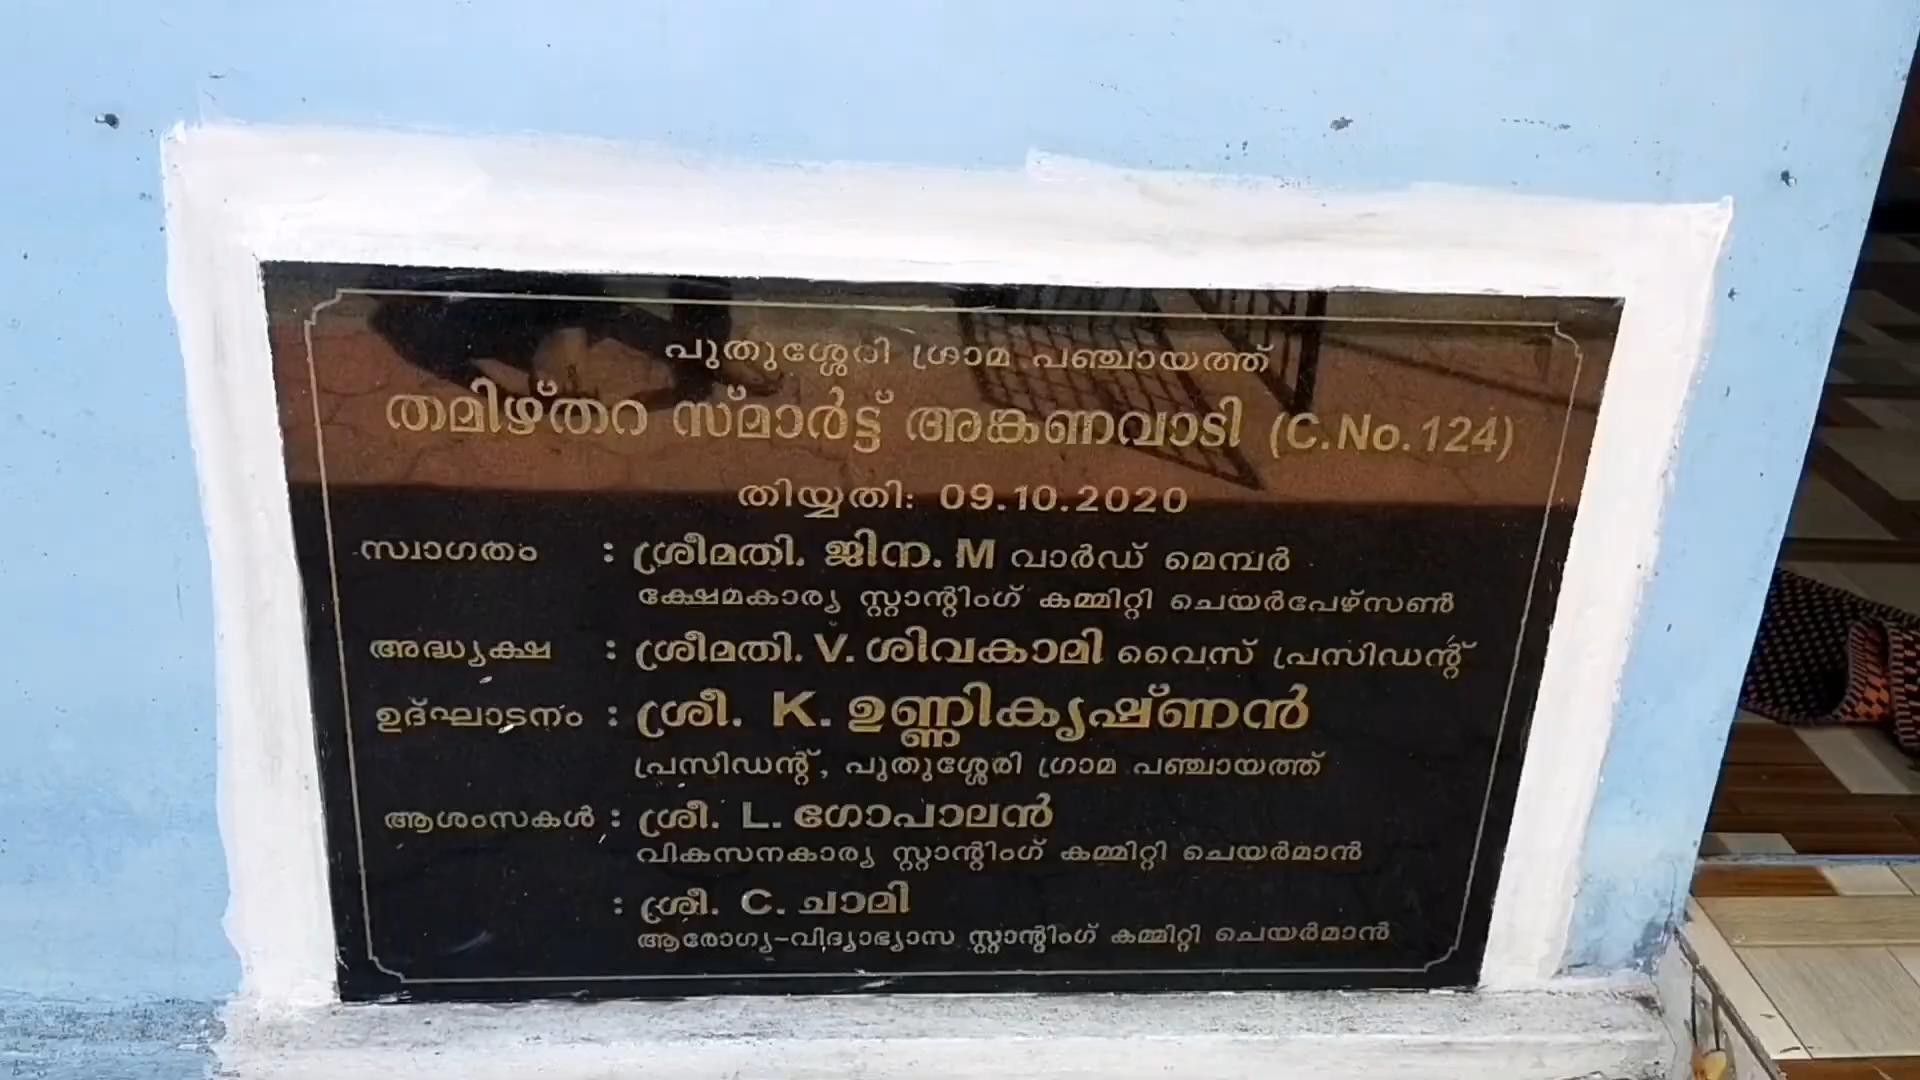 പുതുശ്ശേരി ഗ്രാമ പഞ്ചായത്ത്
തമിഴ്തറ സ്മാർട്ട് അങ്കണവാടി (C.No.124)
തിയ്യതി: 09.10.2020
സ്വാഗതം : ശ്രീമതി. ജിന. M വാർഡ് മെമ്പർ
ക്ഷേമകാര്യ സ്റ്റാന്റിംഗ് കമ്മിറ്റി ചെയർപേഴ്സൺ
അദ്ധ്യക്ഷ : ശ്രീമതി. V. ശിവകാമി വൈസ് പ്രസിഡന്റ്
ഉദ്ഘാടനം : ശ്രീ. K. ഉണ്ണികൃഷ്ണൻ
പ്രസിഡന്റ്, പുതുശ്ശേരി ഗ്രാമ പഞ്ചായത്ത്
ആശംസകൾ : ശ്രീ. L. ഗോപാലൻ
വികസനകാര്യ സ്റ്റാന്റിംഗ് കമ്മിറ്റി ചെയർമാൻ
: ശ്രീ. C. ചാമി
ആരോഗ്യ-വിദ്യാഭ്യാസ സ്റ്റാന്റിംഗ് കമ്മിറ്റി ചെയർമാൻ